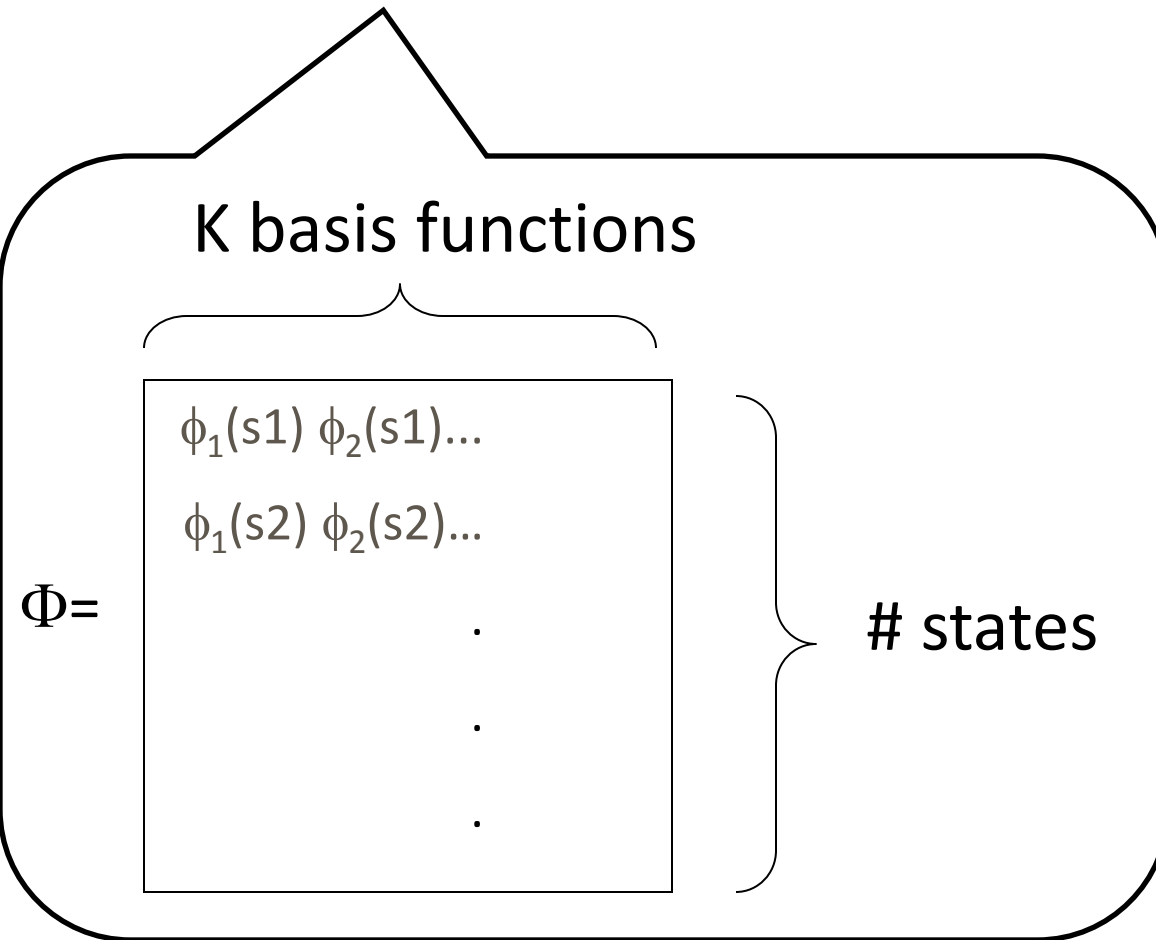 K basis functions
ϕ₁(s1) ϕ₂(s1)...
ϕ₁(s2) ϕ₂(s2)...
Φ=
.
# states
.
.